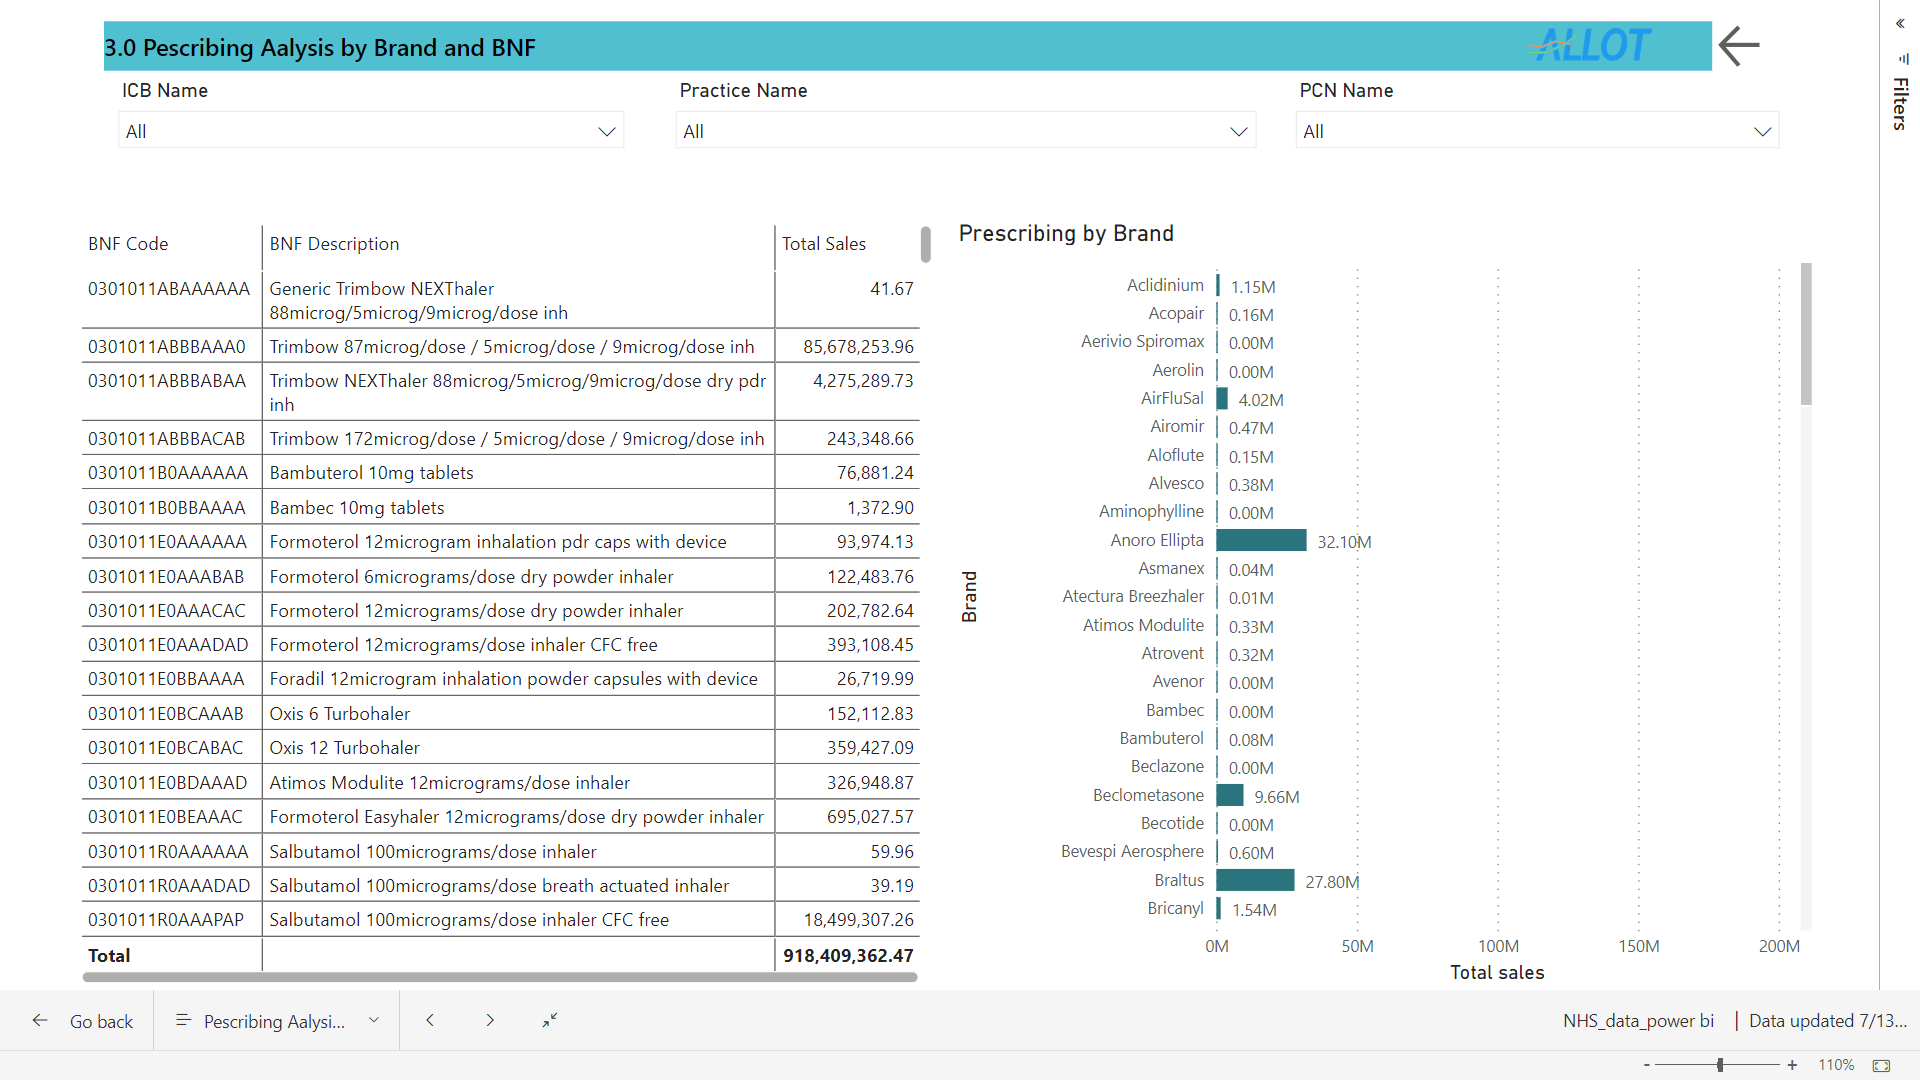 3.0 Pescribing Aalysis by Brand and BNF
ALLOT
ICB Name
Practice Name
PCN Name
All
All
All
Filters
BNF Code BNF Description Total Sales
0301011ABAAAAAA Generic Trimbow NEXThaler
88microg/5microg/9microg/dose inh 41.67
0301011ABBBAAA0 Trimbow 87microg/dose / 5microg/dose / 9microg/dose inh 85,678,253.96
0301011ABBBABAA Trimbow NEXThaler 88microg/5microg/9microg/dose dry pdr
inh 4,275,289.73
0301011ABBBACAB Trimbow 172microg/dose / 5microg/dose / 9microg/dose inh 243,348.66
0301011B0AAAAAA Bambuterol 10mg tablets 76,881.24
0301011B0BBAAAA Bambec 10mg tablets 1,372.90
0301011E0AAAAAA Formoterol 12microgram inhalation pdr caps with device 93,974.13
0301011E0AAABAB Formoterol 6micrograms/dose dry powder inhaler 122,483.76
0301011E0AAACAC Formoterol 12micrograms/dose dry powder inhaler 202,782.64
0301011E0AAADAD Formoterol 12micrograms/dose inhaler CFC free 393,108.45
0301011E0BBAAAA Foradil 12microgram inhalation powder capsules with device 26,719.99
0301011E0BCAAAB Oxis 6 Turbohaler 152,112.83
0301011E0BCABAC Oxis 12 Turbohaler 359,427.09
0301011E0BDAAAD Atimos Modulite 12micrograms/dose inhaler 326,948.87
0301011E0BEAAAC Formoterol Easyhaler 12micrograms/dose dry powder inhaler 695,027.57
0301011R0AAAAAA Salbutamol 100micrograms/dose inhaler 59.96
0301011R0AAADAD Salbutamol 100micrograms/dose breath actuated inhaler 39.19
0301011R0AAAPAP Salbutamol 100micrograms/dose inhaler CFC free 18,499,307.26
Total 918,409,362.47
Prescribing by Brand
Brand
Aclidinium 1.15M
Acopair 0.16M
Aerivio Spiromax 0.00M
Aerolin 0.00M
AirFluSal 4.02M
Airomir 0.47M
Aloflute 0.15M
Alvesco 0.38M
Aminophylline 0.00M
Anoro Ellipta 32.10M
Asmanex 0.04M
Atectura Breezhaler 0.01M
Atimos Modulite 0.33M
Atrovent 0.32M
Avenor 0.00M
Bambec 0.00M
Bambuterol 0.08M
Beclazone 0.00M
Beclometasone 9.66M
Becotide 0.00M
Bevespi Aerosphere 0.60M
Braltus 27.80M
Bricanyl 1.54M
0M 50M 100M 150M 200M
Total sales
Go back
Pescribing Aalysi...
NHS_data_power bi | Data updated 7/13...
- + 110%